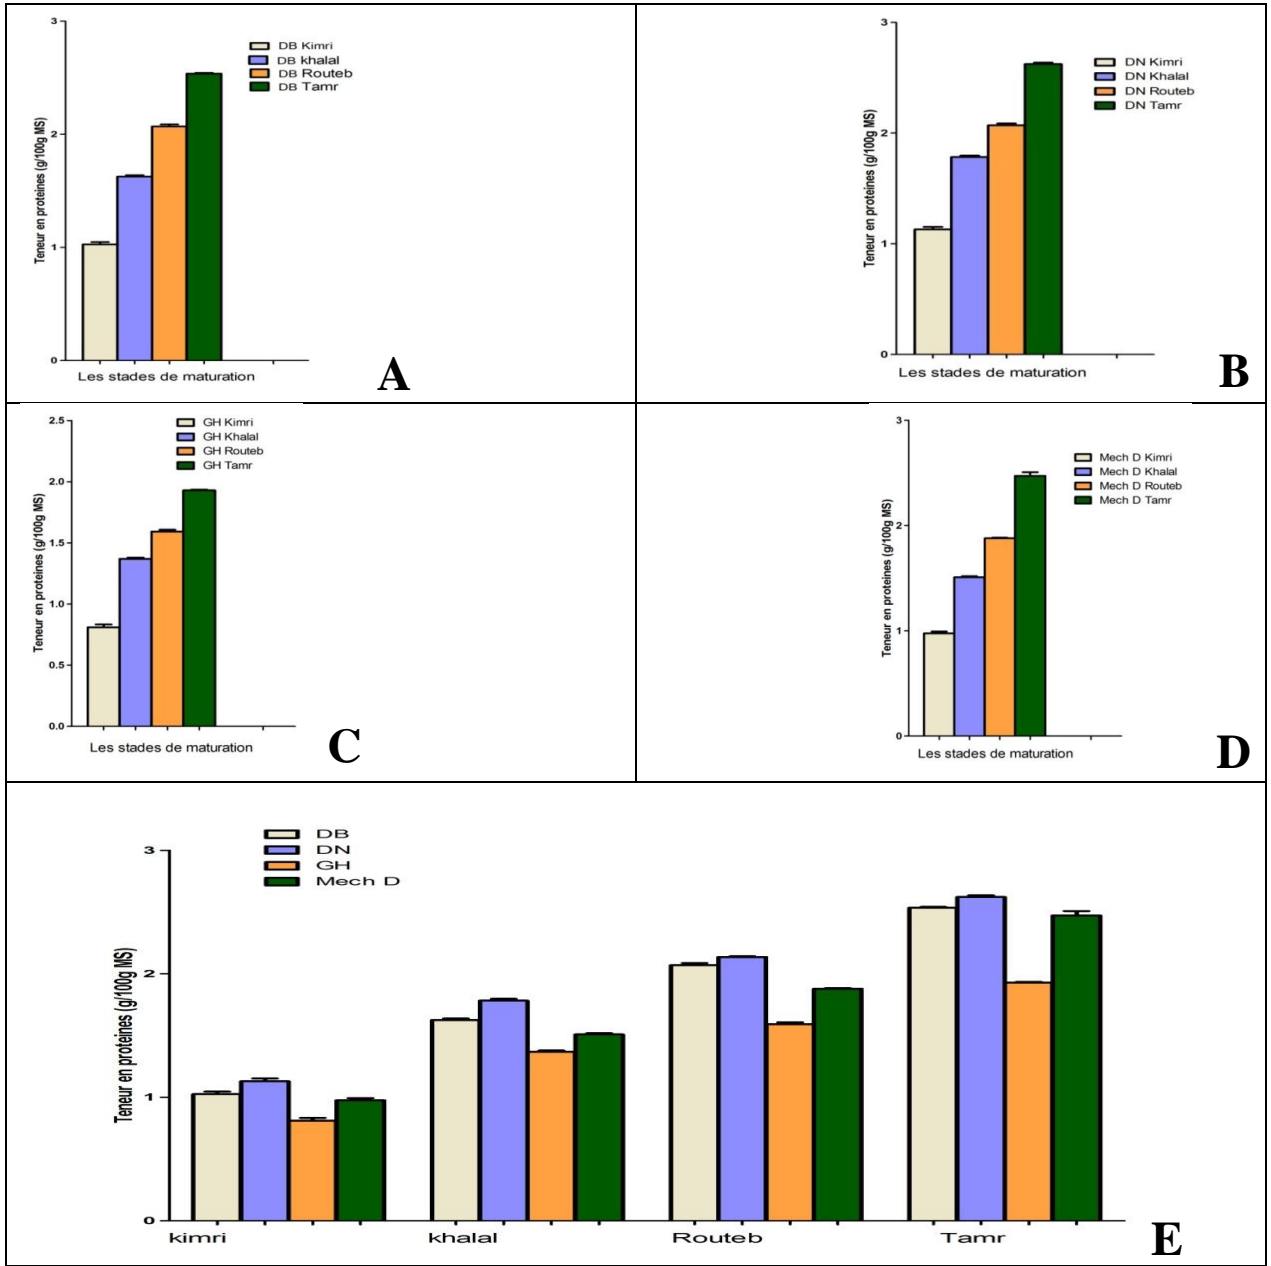 3
2
1
0
Teneur en proteines (g/100g MS)
DB Kimri
DB khalal
DB Routeb
DB Tamr
Les stades de maturation
A
3
2
1
0
Teneur en proteines (g/100g MS)
DN Kimri
DN Khalal
DN Routeb
DN Tamr
Les stades de maturation
B
2.5
2.0
1.5
1.0
0.5
0.0
Teneur en proteines (g/100g MS)
GH Kimri
GH Khalal
GH Routeb
GH Tamr
Les stades de maturation
C
3
2
1
0
Teneur en proteines (g/100g MS)
Mech D Kimri
Mech D Khalal
Mech D Routeb
Mech D Tamr
Les stades de maturation
D
3
2
1
0
Teneur en proteines (g/100g MS)
DB
DN
GH
Mech D
kimri khalal Routeb Tamr
E